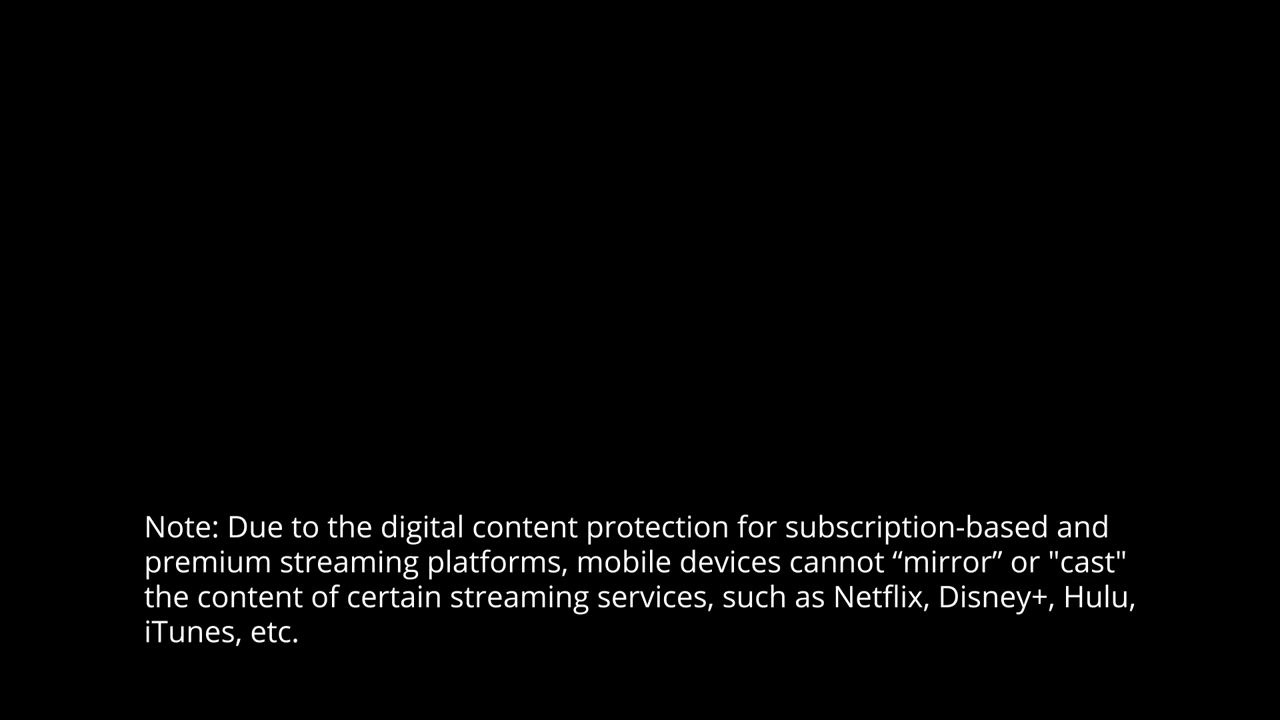 Note: Due to the digital content protection for subscription-based and
premium streaming platforms, mobile devices cannot “mirror” or "cast"
the content of certain streaming services, such as Netflix, Disney+, Hulu,
iTunes, etc.